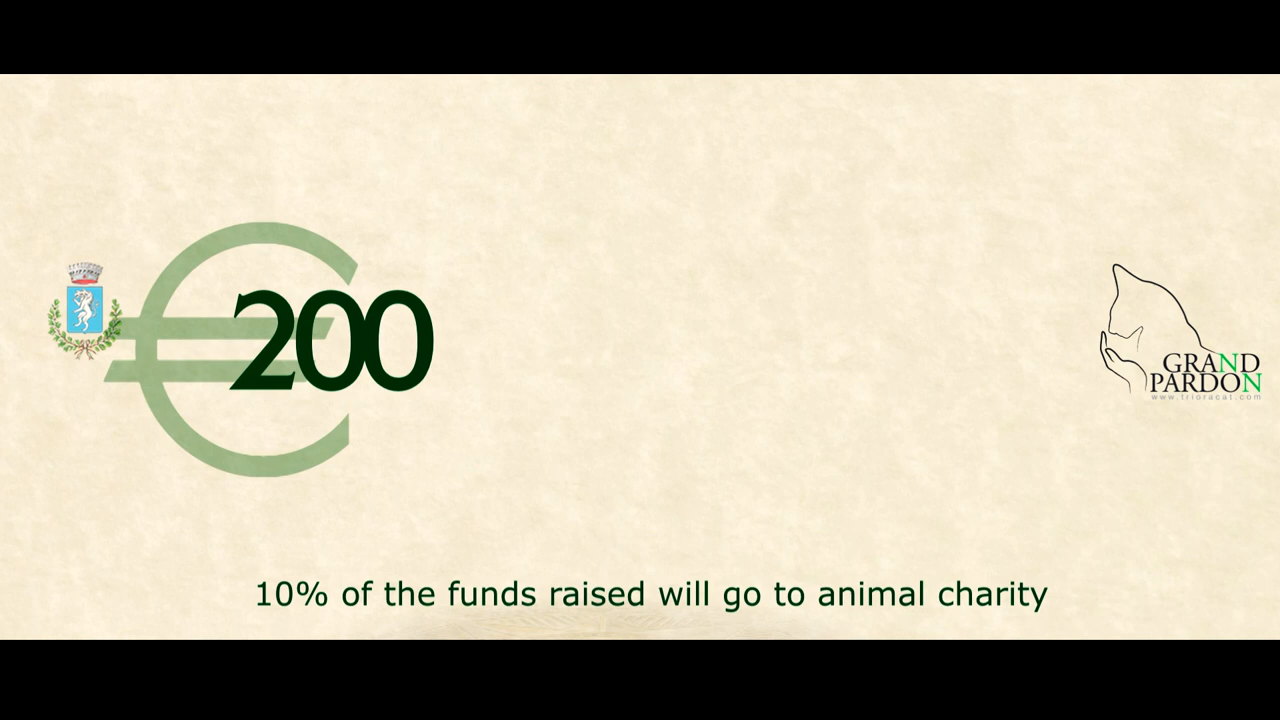 €
200
GRAND
PARDON
www.trioracat.com
10% of the funds raised will go to animal charity